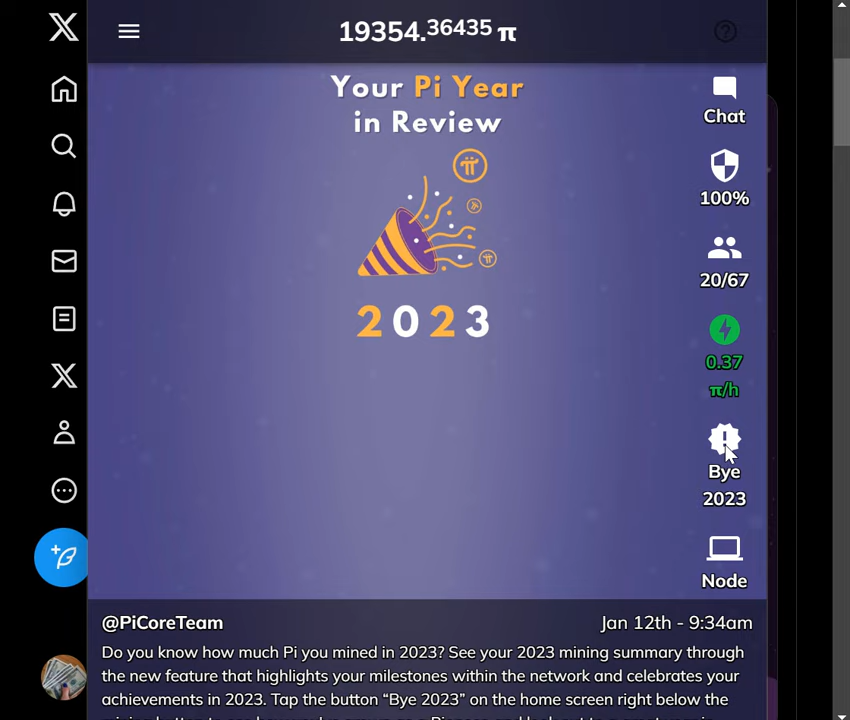 19354.36435 π
Your Pi Year
in Review
2023
Chat
100%
20/67
0.37
π/h
Bye
2023
Node
@PiCoreTeam
Jan 12th - 9:34am
Do you know how much Pi you mined in 2023? See your 2023 mining summary through
the new feature that highlights your milestones within the network and celebrates your
achievements in 2023. Tap the button “Bye 2023” on the home screen right below the